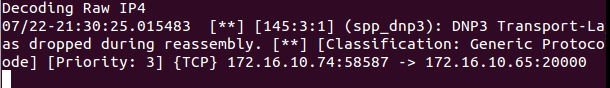 Decoding Raw IP4
07/22-21:30:25.015483  [**] [145:3:1] (spp_dnp3): DNP3 Transport-La
as dropped during reassembly. [**] [Classification: Generic Protoco
ode] [Priority: 3] {TCP} 172.16.10.74:58587 -> 172.16.10.65:20000